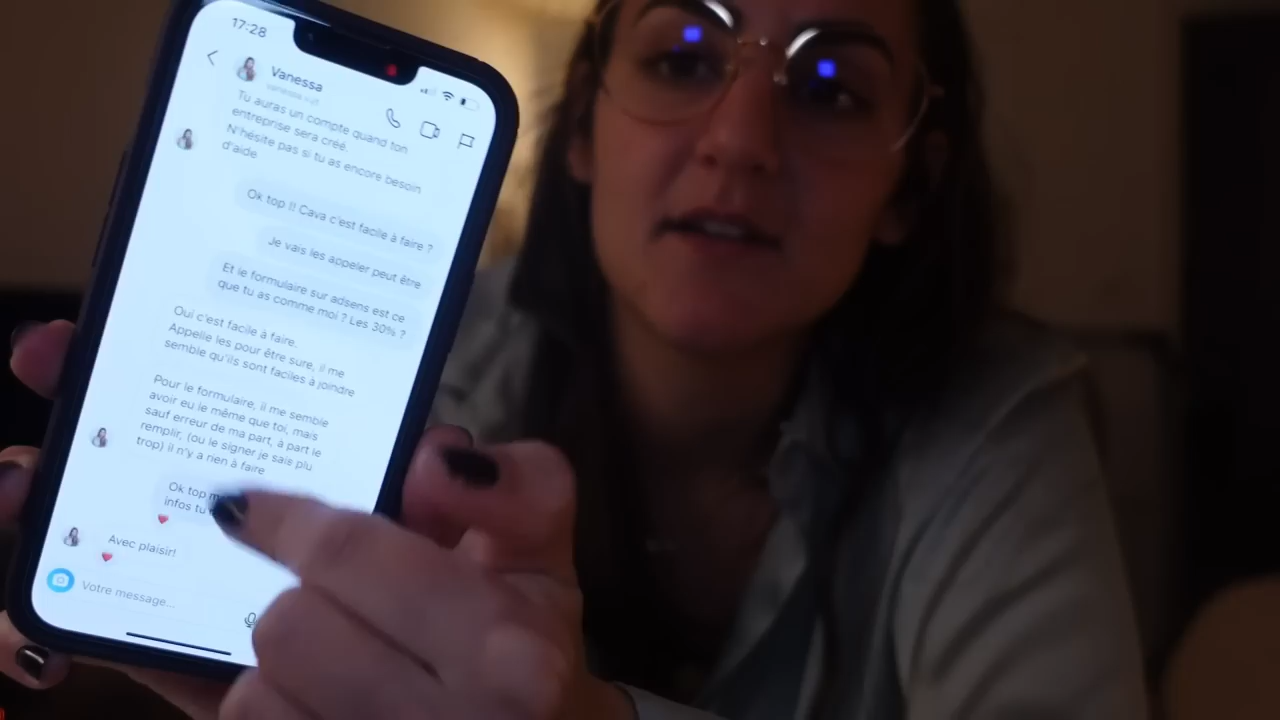 17:28
Vanessa
Tu auras un compte quand ton
entreprise sera créé.
N'hésite pas si tu as encore besoin
d'aide
Ok top !! Cava c'est facile à faire ?
Je vais les appeler peut être
Et le formulaire sur adsens est ce
que tu as comme moi ? Les 30% ?
Oui c'est facile à faire.
Appelle les pour être sure, il me
semble qu'ils sont faciles à joindre
Pour le formulaire, il me semble
avoir eu le même que toi, mais
sauf erreur de ma part, à part le
remplir, (ou le signer je sais plu
trop) il n'y a rien à faire
Ok top
infos tu
Avec plaisir!
Votre message...